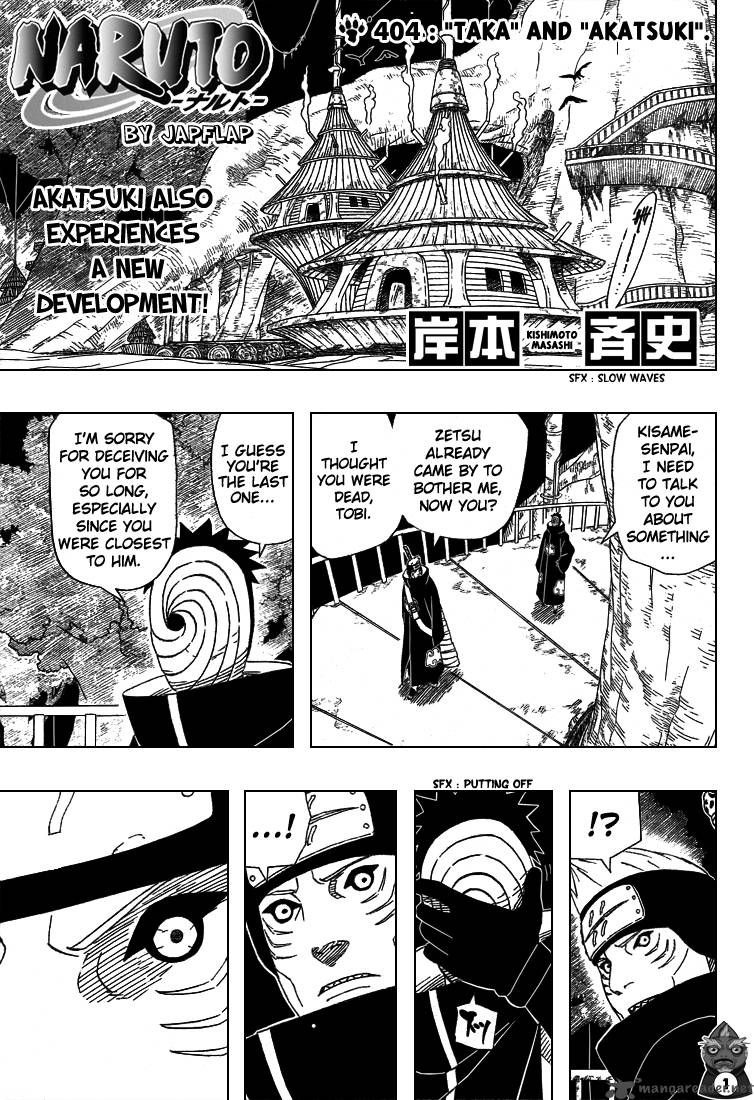 NARUTO
-ナルト-
BY JAPFLAP
404.: "TAKA" AND "AKATSUKI".
AKATSUKI ALSO
EXPERIENCES
A NEW
DEVELOPMENT!
岸本
KISHIMOTO
MASASHI
斉史
SFX : SLOW WAVES
KISAME-
SENPAI,
I NEED
TO TALK
TO YOU
ABOUT
SOMETHING
...
ZETSU
ALREADY
CAME BY TO
BOTHER ME,
NOW YOU?
I
THOUGHT
YOU WERE
DEAD,
TOBI.
I GUESS
YOU'RE
THE LAST
ONE...
I'M SORRY
FOR DECEIVING
YOU FOR
SO LONG,
ESPECIALLY
SINCE YOU
WERE CLOSEST
TO HIM.
!?
SFX : PUTTING OFF
...!
1
mangareader.net